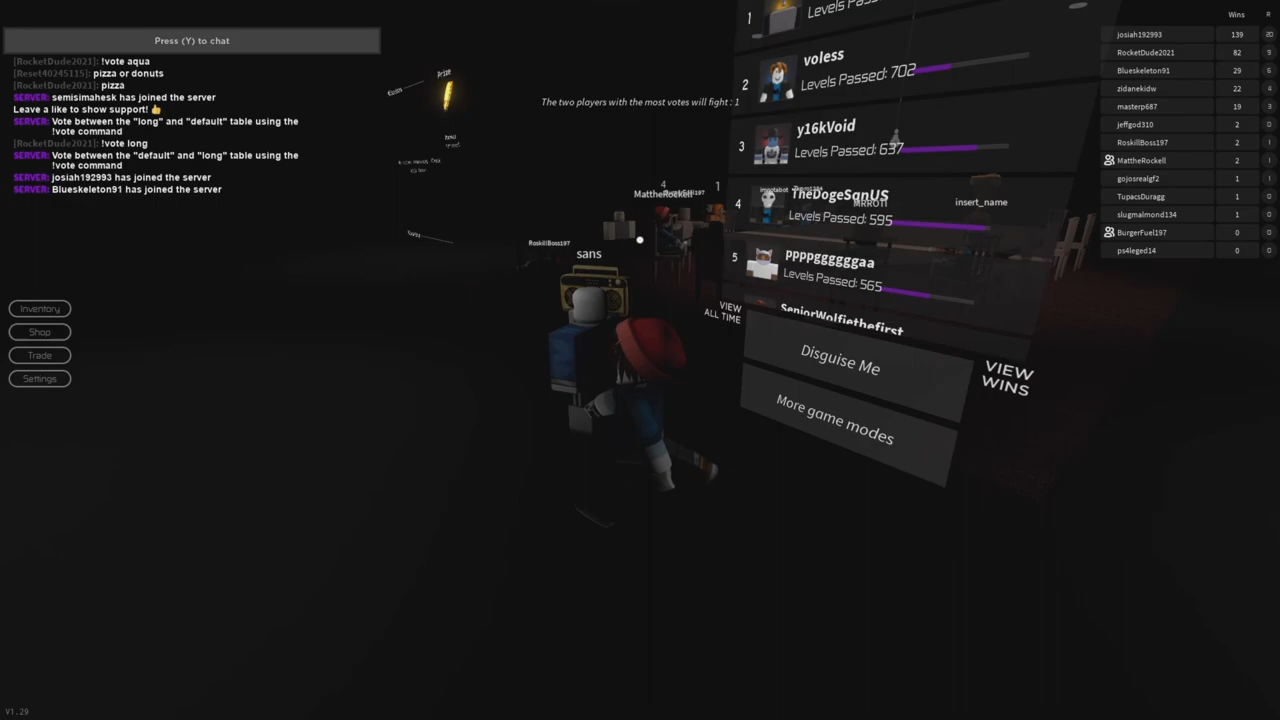 Press (Y) to chat
[RocketDude2021]: !vote aqua
[Reset40245115]: pizza or donuts
[RocketDude2021]: pizza
SERVER: semisimahesk has joined the server
Leave a like to show support! 👍
SERVER: Vote between the "long" and "default" table using the
!vote command
[RocketDude2021]: !vote long
SERVER: Vote between the "default" and "long" table using the
!vote command
SERVER: josiah192993 has joined the server
SERVER: Blueskeleton91 has joined the server
Inventory
Shop
Trade
Settings
V1.29
Prize
The two players with the most votes will fight : 1
4
MattheRockell
1
RoskillBoss197
sans
1
Levels Pass
2
voless
Levels Passed: 702
3
y16kVoid
Levels Passed: 637
4
TheDogeSanUS
Levels Passed: 595
MRROTI
insert_name
5
ppppggggggaa
Levels Passed: 565
SeniorWolfiethefirst
VIEW
ALL TIME
Disguise Me
More game modes
VIEW
WINS
Wins R
josiah192993 139 20
RocketDude2021 82 9
Blueskeleton91 29 6
zidanekidw 22 4
masterp687 19 3
jeffgod310 2 0
RoskillBoss197 2 1
MattheRockell 2 1
gojosrealgf2 1 1
TupacsDuragg 1 0
slugmalmond134 1 0
BurgerFuel197 0 0
ps4leged14 0 0